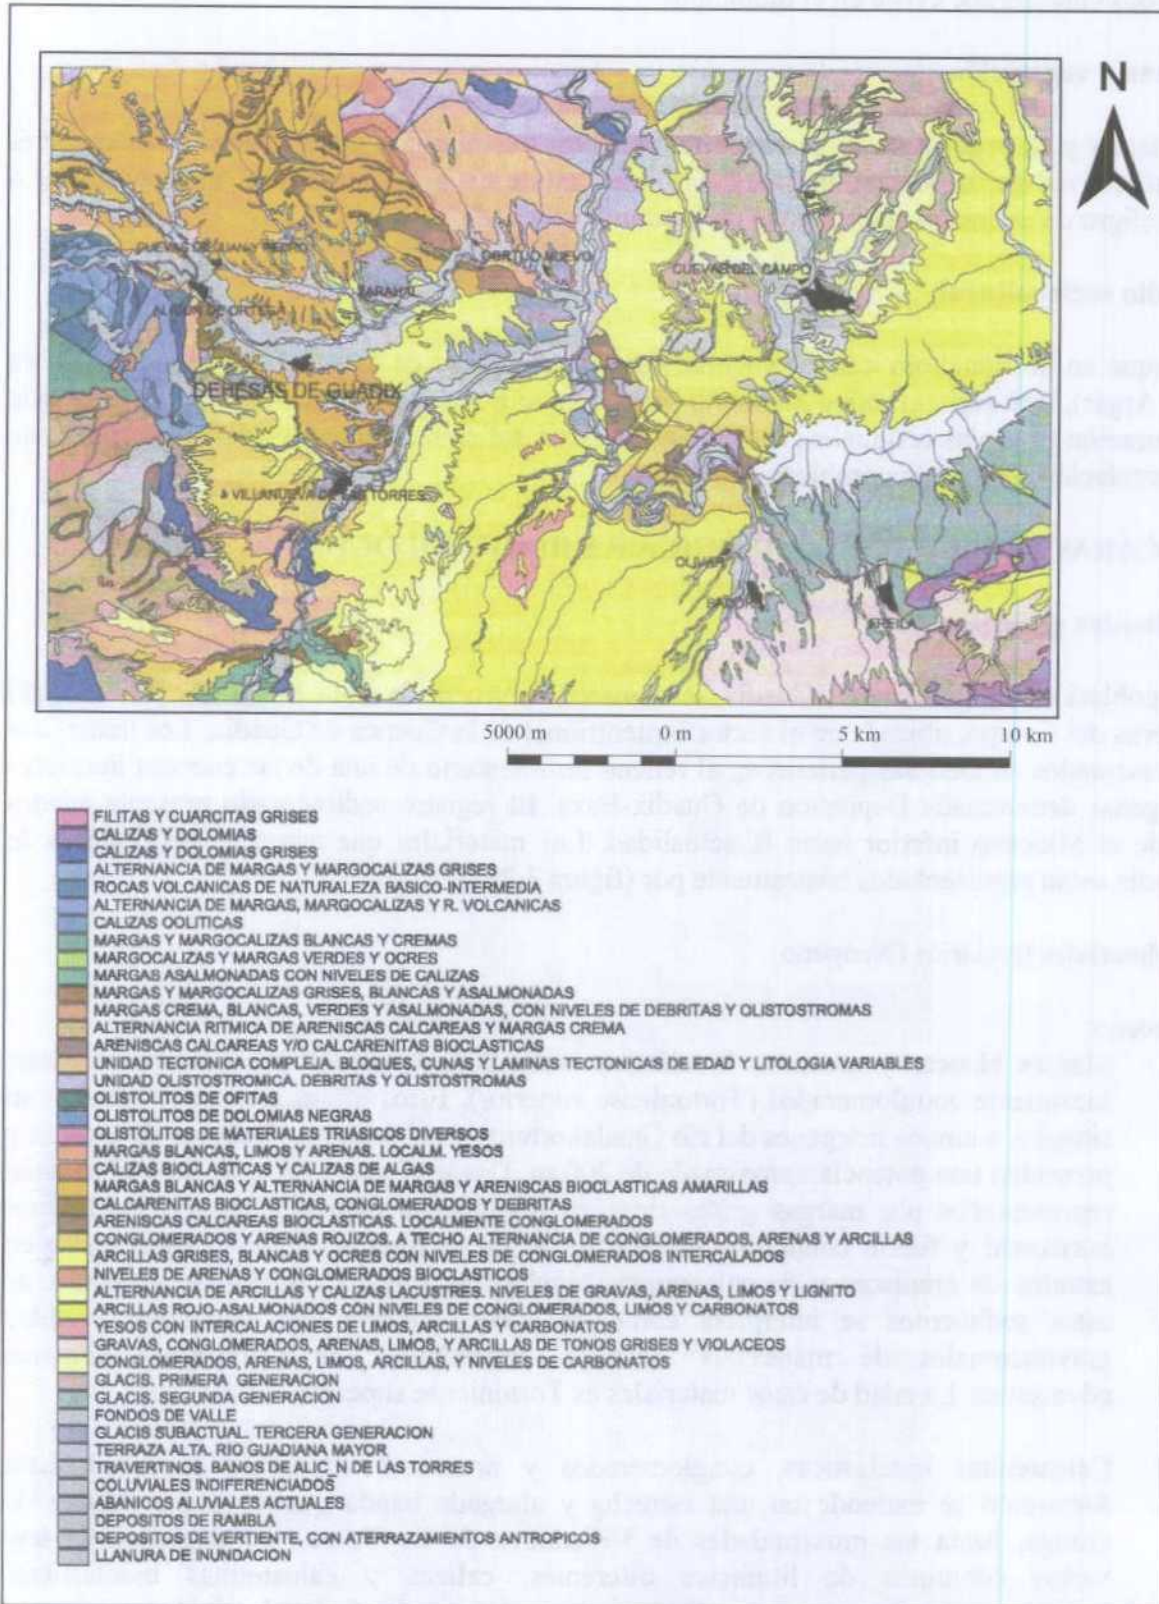 N
CUEVAS DEL CAMPO
DEHESAS DE GUADIX
VILLANUEVA DE LAS TORRES
5000 m 0 m 5 km 10 km
FILITAS Y CUARCITAS GRISES
CALIZAS Y DOLOMIAS
CALIZAS Y DOLOMIAS GRISES
ALTERNANCIA DE MARGAS Y MARGOCALIZAS GRISES
ROCAS VOLCANICAS DE NATURALEZA BASICO-INTERMEDIA
ALTERNANCIA DE MARGAS, MARGOCALIZAS Y R. VOLCANICAS
CALIZAS OOLITICAS
MARGAS Y MARGOCALIZAS BLANCAS Y CREMAS
MARGOCALIZAS Y MARGAS VERDES Y OCRES
MARGAS ASALMONADAS CON NIVELES DE CALIZAS
MARGAS Y MARGOCALIZAS GRISES, BLANCAS Y ASALMONADAS
MARGAS CREMA, BLANCAS, VERDES Y ASALMONADAS, CON NIVELES DE DEBRITAS Y OLISTOSTROMAS
ALTERNANCIA RITMICA DE ARENISCAS CALCAREAS Y MARGAS CREMA
ARENISCAS CALCAREAS Y/O CALCARENITAS BIOCLASTICAS
UNIDAD TECTONICA COMPLEJA. BLOQUES, CUNAS Y LAMINAS TECTONICAS DE EDAD Y LITOLOGIA VARIABLES
UNIDAD OLISTOSTROMICA. DEBRITAS Y OLISTOSTROMAS
OLISTOLITOS DE OFITAS
OLISTOLITOS DE DOLOMIAS NEGRAS
OLISTOLITOS DE MATERIALES TRIASICOS DIVERSOS
MARGAS BLANCAS, LIMOS Y ARENAS. LOCALM. YESOS
CALIZAS BIOCLASTICAS Y CALIZAS DE ALGAS
MARGAS BLANCAS Y ALTERNANCIA DE MARGAS Y ARENISCAS BIOCLASTICAS AMARILLAS
CALCARENITAS BIOCLASTICAS, CONGLOMERADOS Y DEBRITAS
ARENISCAS CALCAREAS BIOCLASTICAS. LOCALMENTE CONGLOMERADOS
CONGLOMERADOS Y ARENAS ROJIZOS. A TECHO ALTERNANCIA DE CONGLOMERADOS, ARENAS Y ARCILLAS
ARCILLAS GRISES, BLANCAS Y OCRES CON NIVELES DE CONGLOMERADOS INTERCALADOS
NIVELES DE ARENAS Y CONGLOMERADOS BIOCLASTICOS
ALTERNANCIA DE ARCILLAS Y CALIZAS LACUSTRES. NIVELES DE GRAVAS, ARENAS, LIMOS Y LIGNITO
ARCILLAS ROJO-ASALMONADOS CON NIVELES DE CONGLOMERADOS, LIMOS Y CARBONATOS
YESOS CON INTERCALACIONES DE LIMOS, ARCILLAS Y CARBONATOS
GRAVAS, CONGLOMERADOS, ARENAS, LIMOS, Y ARCILLAS DE TONOS GRISES Y VIOLACEOS
CONGLOMERADOS, ARENAS, LIMOS, ARCILLAS, Y NIVELES DE CARBONATOS
GLACIS. PRIMERA GENERACION
GLACIS. SEGUNDA GENERACION
FONDOS DE VALLE
GLACIS SUBACTUAL. TERCERA GENERACION
TERRAZA ALTA. RIO GUADIANA MAYOR
TRAVERTINOS. BANOS DE ALIC_N DE LAS TORRES
COLUVIALES INDIFERENCIADOS
ABANICOS ALUVIALES ACTUALES
DEPOSITOS DE RAMBLA
DEPOSITOS DE VERTIENTE, CON ATERRAZAMIENTOS ANTROPICOS
LLANURA DE INUNDACION